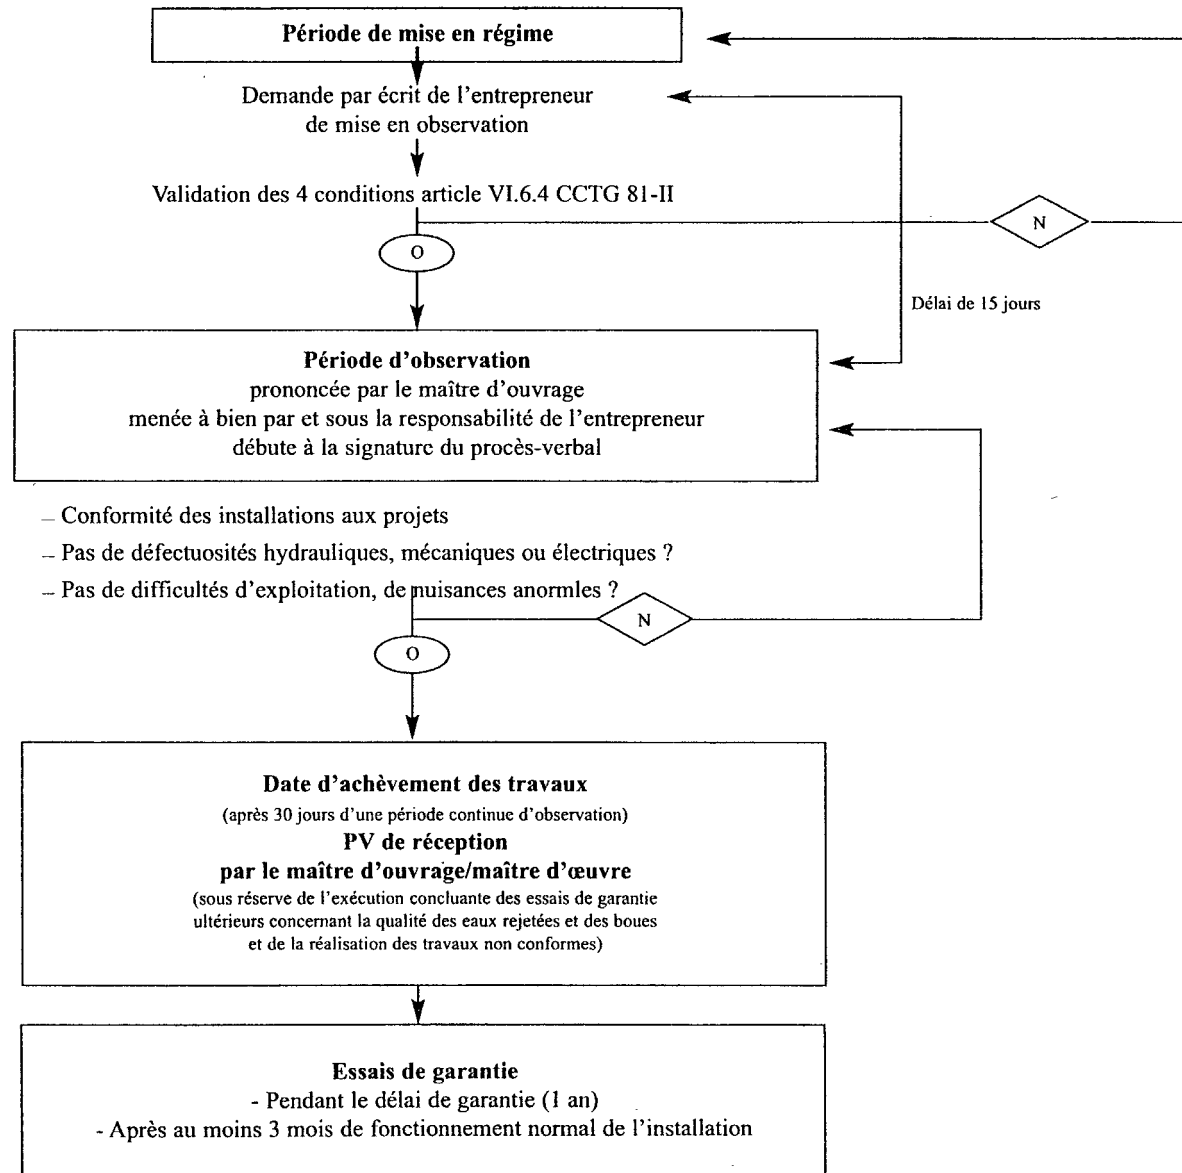 Période de mise en régime
Demande par écrit de l'entrepreneur
de mise en observation
Validation des 4 conditions article VI.6.4 CCTG 81-II
N
O
Délai de 15 jours
Période d'observation
prononcée par le maître d'ouvrage
menée à bien par et sous la responsabilité de l'entrepreneur
débute à la signature du procès-verbal
– Conformité des installations aux projets
– Pas de défectuosités hydrauliques, mécaniques ou électriques ?
– Pas de difficultés d'exploitation, de nuisances anormles ?
N
O
Date d'achèvement des travaux
(après 30 jours d'une période continue d'observation)
PV de réception
par le maître d'ouvrage/maître d'œuvre
(sous réserve de l'exécution concluante des essais de garantie
ultérieurs concernant la qualité des eaux rejetées et des boues
et de la réalisation des travaux non conformes)
Essais de garantie
- Pendant le délai de garantie (1 an)
- Après au moins 3 mois de fonctionnement normal de l'installation